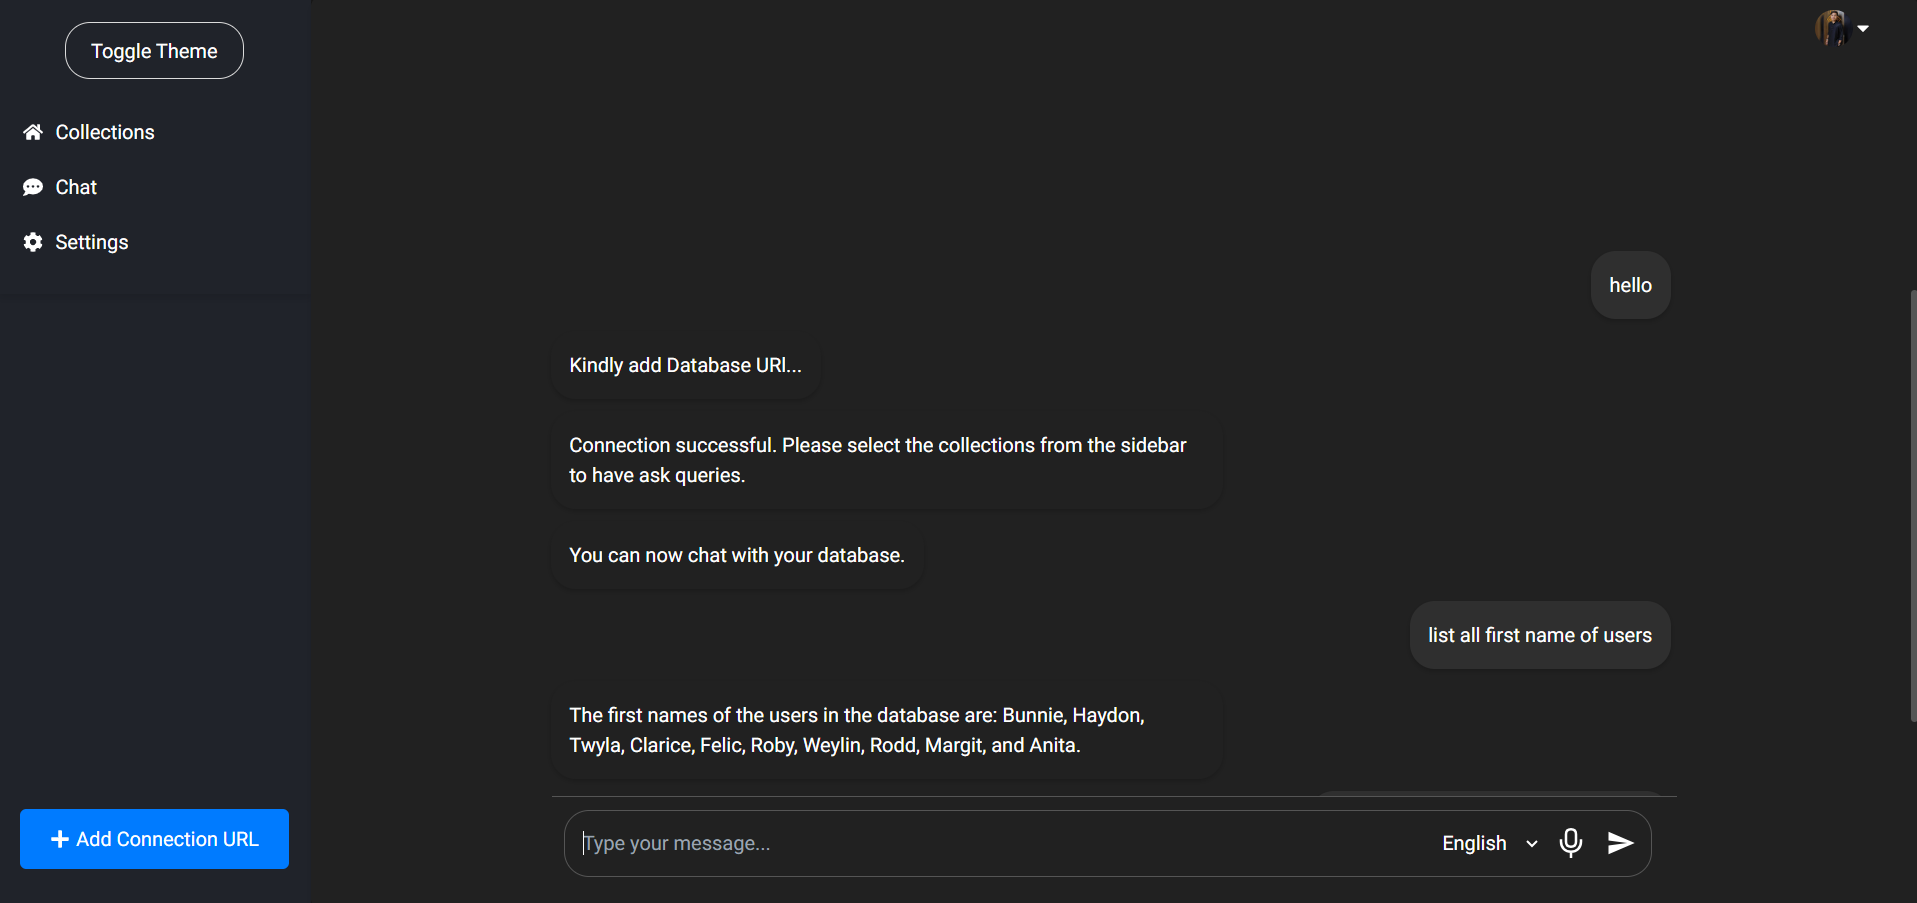 Toggle Theme
Collections
Chat
Settings
Add Connection URL
hello
Kindly add Database URl...
Connection successful. Please select the collections from the sidebar
to have ask queries.
You can now chat with your database.
list all first name of users
The first names of the users in the database are: Bunnie, Haydon,
Twyla, Clarice, Felic, Roby, Weylin, Rodd, Margit, and Anita.
Type your message...
English